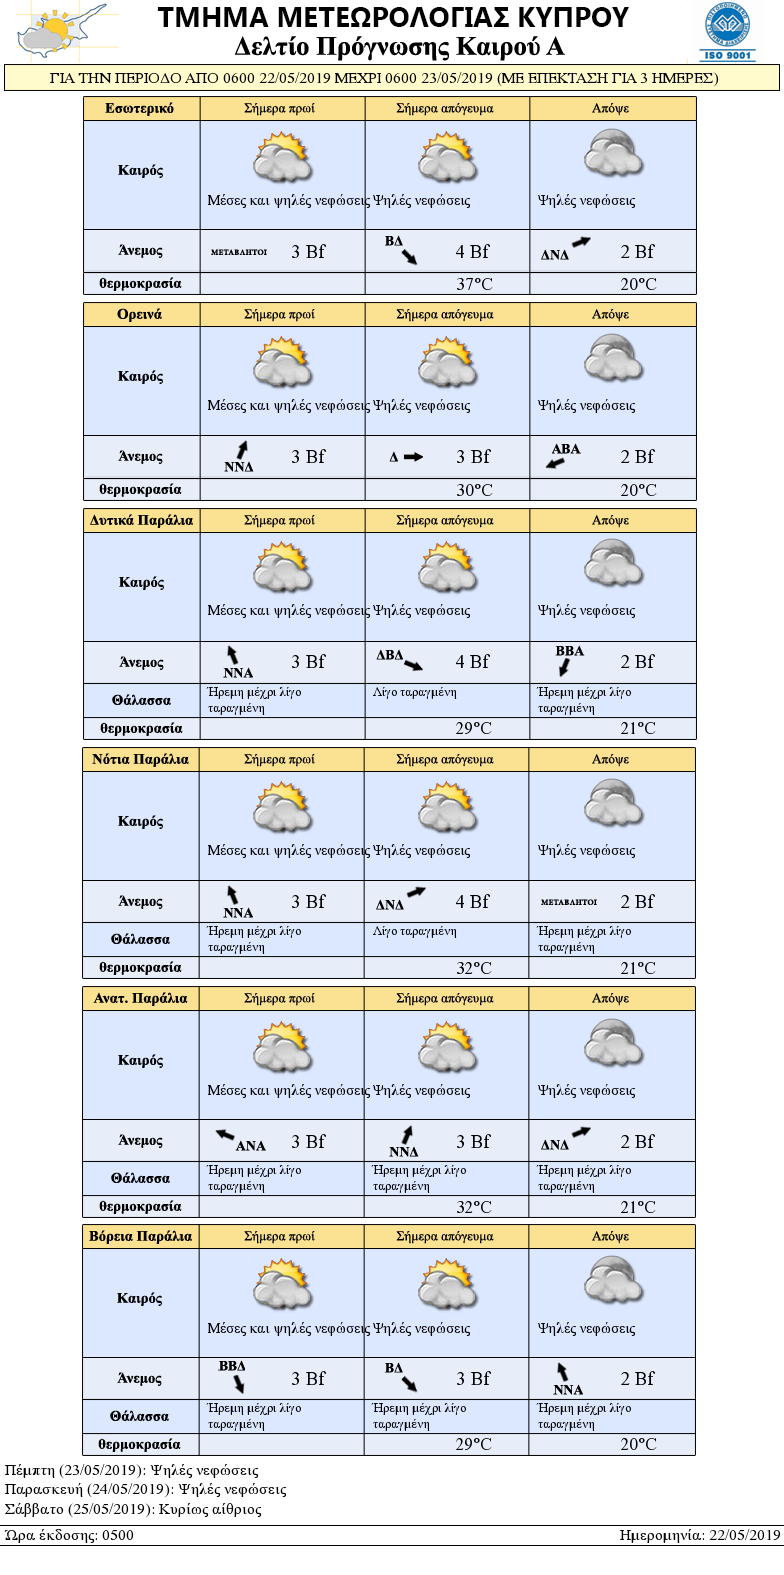 ΤΜΗΜΑ ΜΕΤΕΩΡΟΛΟΓΙΑΣ ΚΥΠΡΟΥ
Δελτίο Πρόγνωσης Καιρού Α
ISO 9001
ΓΙΑ ΤΗΝ ΠΕΡΙΟΔΟ ΑΠΟ 0600 22/05/2019 ΜΕΧΡΙ 0600 23/05/2019 (ΜΕ ΕΠΕΚΤΑΣΗ ΓΙΑ 3 ΗΜΕΡΕΣ)
Εσωτερικό Σήμερα πρωί Σήμερα απόγευμα Απόψε
Καιρός
Μέσες και ψηλές νεφώσεις Ψηλές νεφώσεις Ψηλές νεφώσεις
Άνεμος ΜΕΤΑΒΛΗΤΟΙ 3 Bf ΒΔ 4 Bf ΔΝΔ 2 Bf
θερμοκρασία 37°C 20°C
Ορεινά Σήμερα πρωί Σήμερα απόγευμα Απόψε
Καιρός
Μέσες και ψηλές νεφώσεις Ψηλές νεφώσεις Ψηλές νεφώσεις
Άνεμος ΝΝΔ 3 Bf Δ 3 Bf ΑΒΑ 2 Bf
θερμοκρασία 30°C 20°C
Δυτικά Παράλια Σήμερα πρωί Σήμερα απόγευμα Απόψε
Καιρός
Μέσες και ψηλές νεφώσεις Ψηλές νεφώσεις Ψηλές νεφώσεις
Άνεμος ΝΝΑ 3 Bf ΔΒΔ 4 Bf ΒΒΑ 2 Bf
Θάλασσα Ήρεμη μέχρι λίγο Λίγο ταραγμένη Ήρεμη μέχρι λίγο
ταραγμένη ταραγμένη
θερμοκρασία 29°C 21°C
Νότια Παράλια Σήμερα πρωί Σήμερα απόγευμα Απόψε
Καιρός
Μέσες και ψηλές νεφώσεις Ψηλές νεφώσεις Ψηλές νεφώσεις
Άνεμος ΝΝΑ 3 Bf ΔΝΔ 4 Bf ΜΕΤΑΒΛΗΤΟΙ 2 Bf
Θάλασσα Ήρεμη μέχρι λίγο Λίγο ταραγμένη Ήρεμη μέχρι λίγο
ταραγμένη ταραγμένη
θερμοκρασία 32°C 21°C
Ανατ. Παράλια Σήμερα πρωί Σήμερα απόγευμα Απόψε
Καιρός
Μέσες και ψηλές νεφώσεις Ψηλές νεφώσεις Ψηλές νεφώσεις
Άνεμος ΑΝΑ 3 Bf ΝΝΔ 3 Bf ΔΝΔ 2 Bf
Θάλασσα Ήρεμη μέχρι λίγο Ήρεμη μέχρι λίγο Ήρεμη μέχρι λίγο
ταραγμένη ταραγμένη ταραγμένη
θερμοκρασία 32°C 21°C
Βόρεια Παράλια Σήμερα πρωί Σήμερα απόγευμα Απόψε
Καιρός
Μέσες και ψηλές νεφώσεις Ψηλές νεφώσεις Ψηλές νεφώσεις
Άνεμος ΒΒΔ 3 Bf ΒΔ 3 Bf ΝΝΑ 2 Bf
Θάλασσα Ήρεμη μέχρι λίγο Ήρεμη μέχρι λίγο Ήρεμη μέχρι λίγο
ταραγμένη ταραγμένη ταραγμένη
θερμοκρασία 29°C 20°C
Πέμπτη (23/05/2019): Ψηλές νεφώσεις
Παρασκευή (24/05/2019): Ψηλές νεφώσεις
Σάββατο (25/05/2019): Κυρίως αίθριος
Ώρα έκδοσης: 0500 Ημερομηνία: 22/05/2019